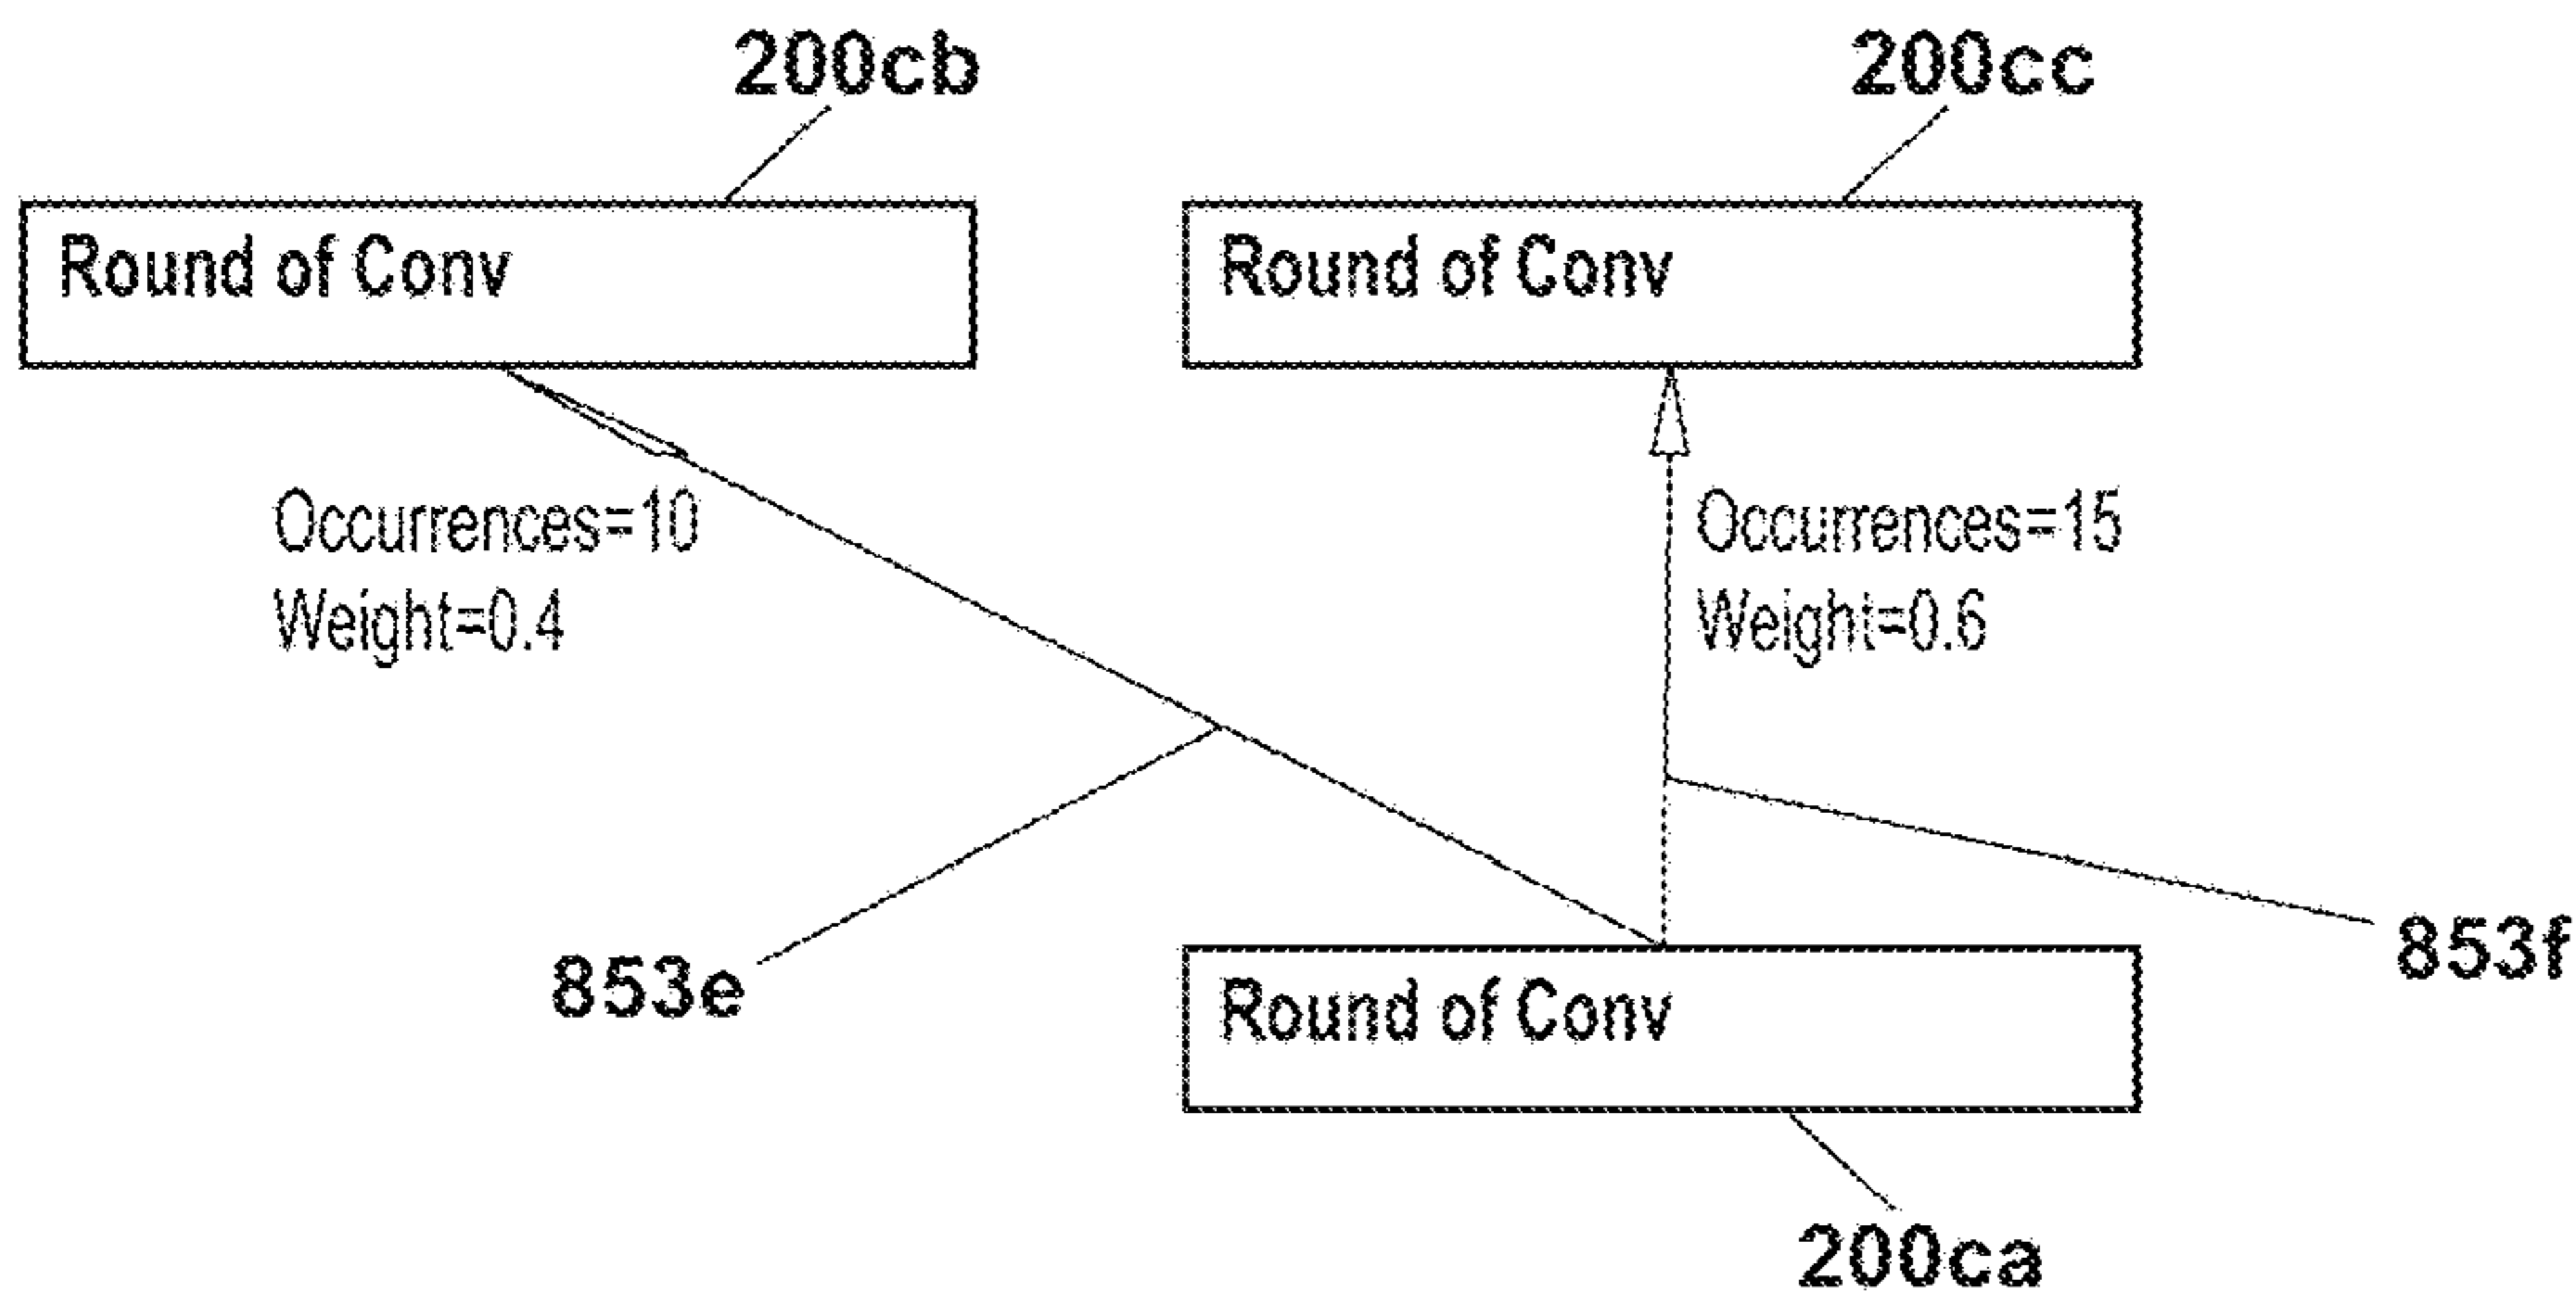 200cb
200cc
Round of Conv
Round of Conv
Occurrences=10
Weight=0.4
Occurrences=15
Weight=0.6
853e
853f
Round of Conv
200ca